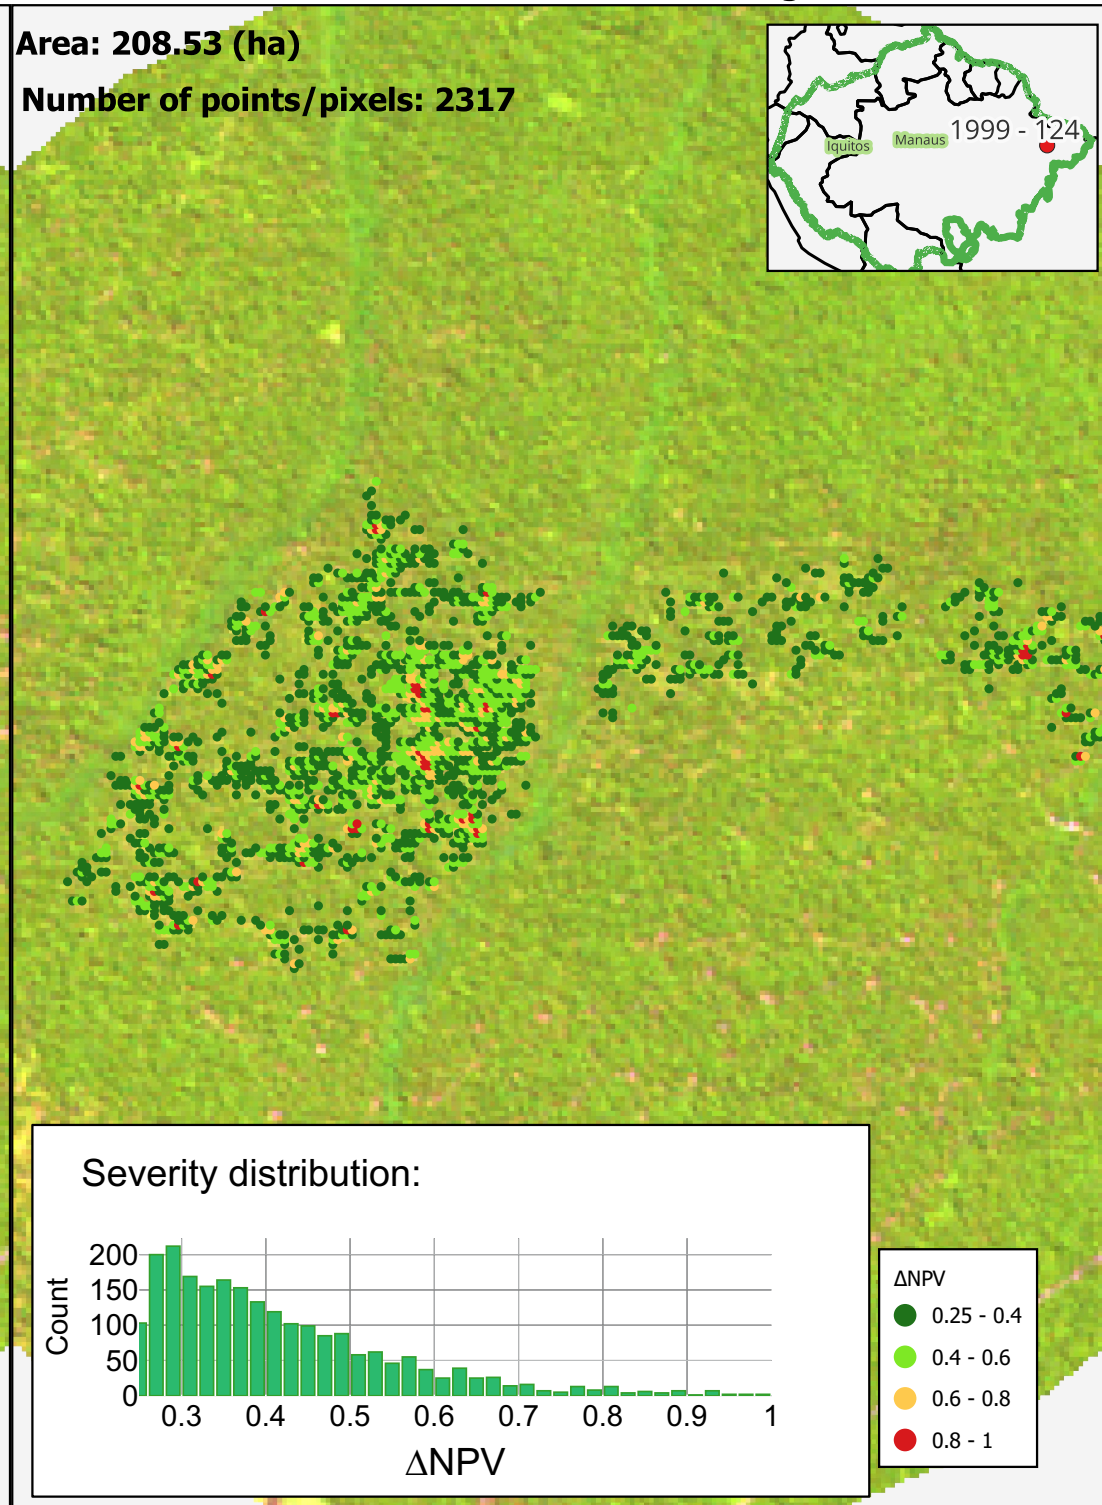 Area: 208.53 (ha)
Number of points/pixels: 2317
1999 - 124
Iquitos
Manaus
Severity distribution:
200
150
100
50
0
Count
0.3 0.4 0.5 0.6 0.7 0.8 0.9 1
ΔNPV
ΔNPV
0.25 - 0.4
0.4 - 0.6
0.6 - 0.8
0.8 - 1